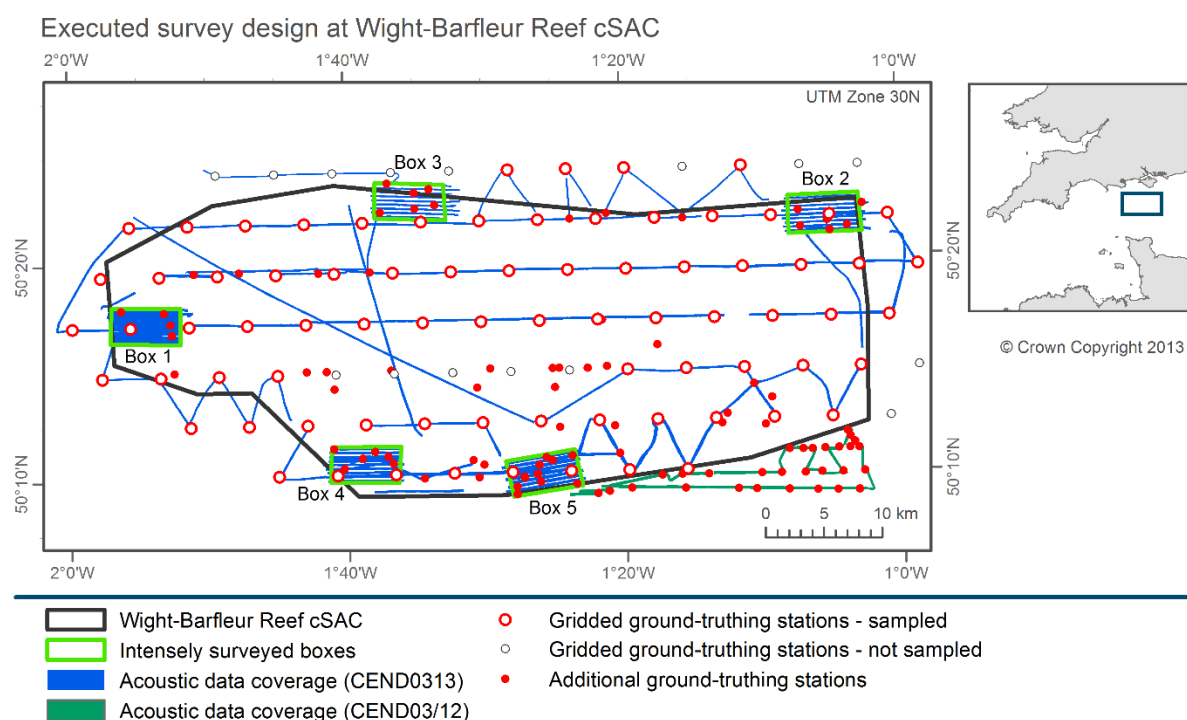 Executed survey design at Wight-Barfleur Reef cSAC
2°0'W 1°40'W 1°20'W 1°0'W
UTM Zone 30N
Box 3
Box 2
50°20'N
50°20'N
Box 1
© Crown Copyright 2013
50°10'N
50°10'N
Box 4
Box 5
0 5 10 km
2°0'W 1°40'W 1°20'W 1°0'W
Wight-Barfleur Reef cSAC
Intensely surveyed boxes
Acoustic data coverage (CEND0313)
Acoustic data coverage (CEND03/12)
Gridded ground-truthing stations - sampled
Gridded ground-truthing stations - not sampled
Additional ground-truthing stations